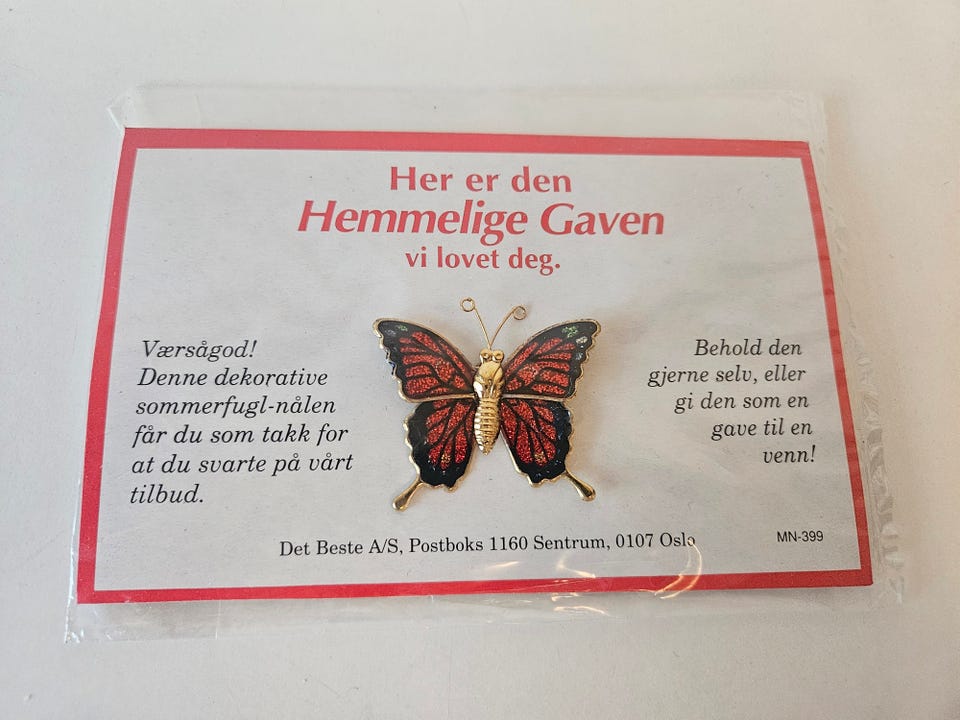 Her er den
Hemmelige Gaven
vi lovet deg.
Værsågod!
Denne dekorative
sommerfugl-nålen
får du som takk for
at du svarte på vårt
tilbud.
Behold den
gjerne selv, eller
gi den som en
gave til en
venn!
Det Beste A/S, Postboks 1160 Sentrum, 0107 Oslo
MN-399